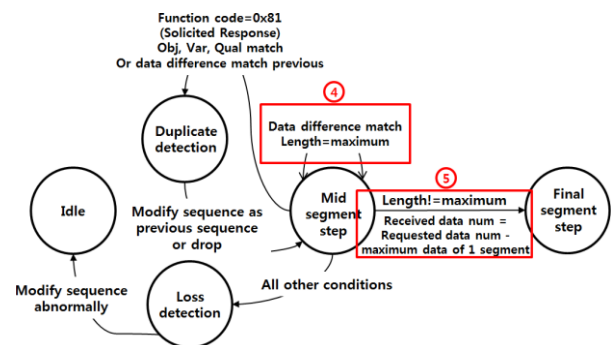 Function code=0x81
(Solicited Response)
Obj, Var, Qual match
Or data difference match previous
④
Data difference match
Length=maximum
Duplicate
detection
⑤
Idle
Mid
segment
step
Length!=maximum
Received data num =
Requested data num -
maximum data of 1 segment
Final
segment
step
Modify sequence as
previous sequence
or drop
All other conditions
Modify sequence
abnormally
Loss
detection